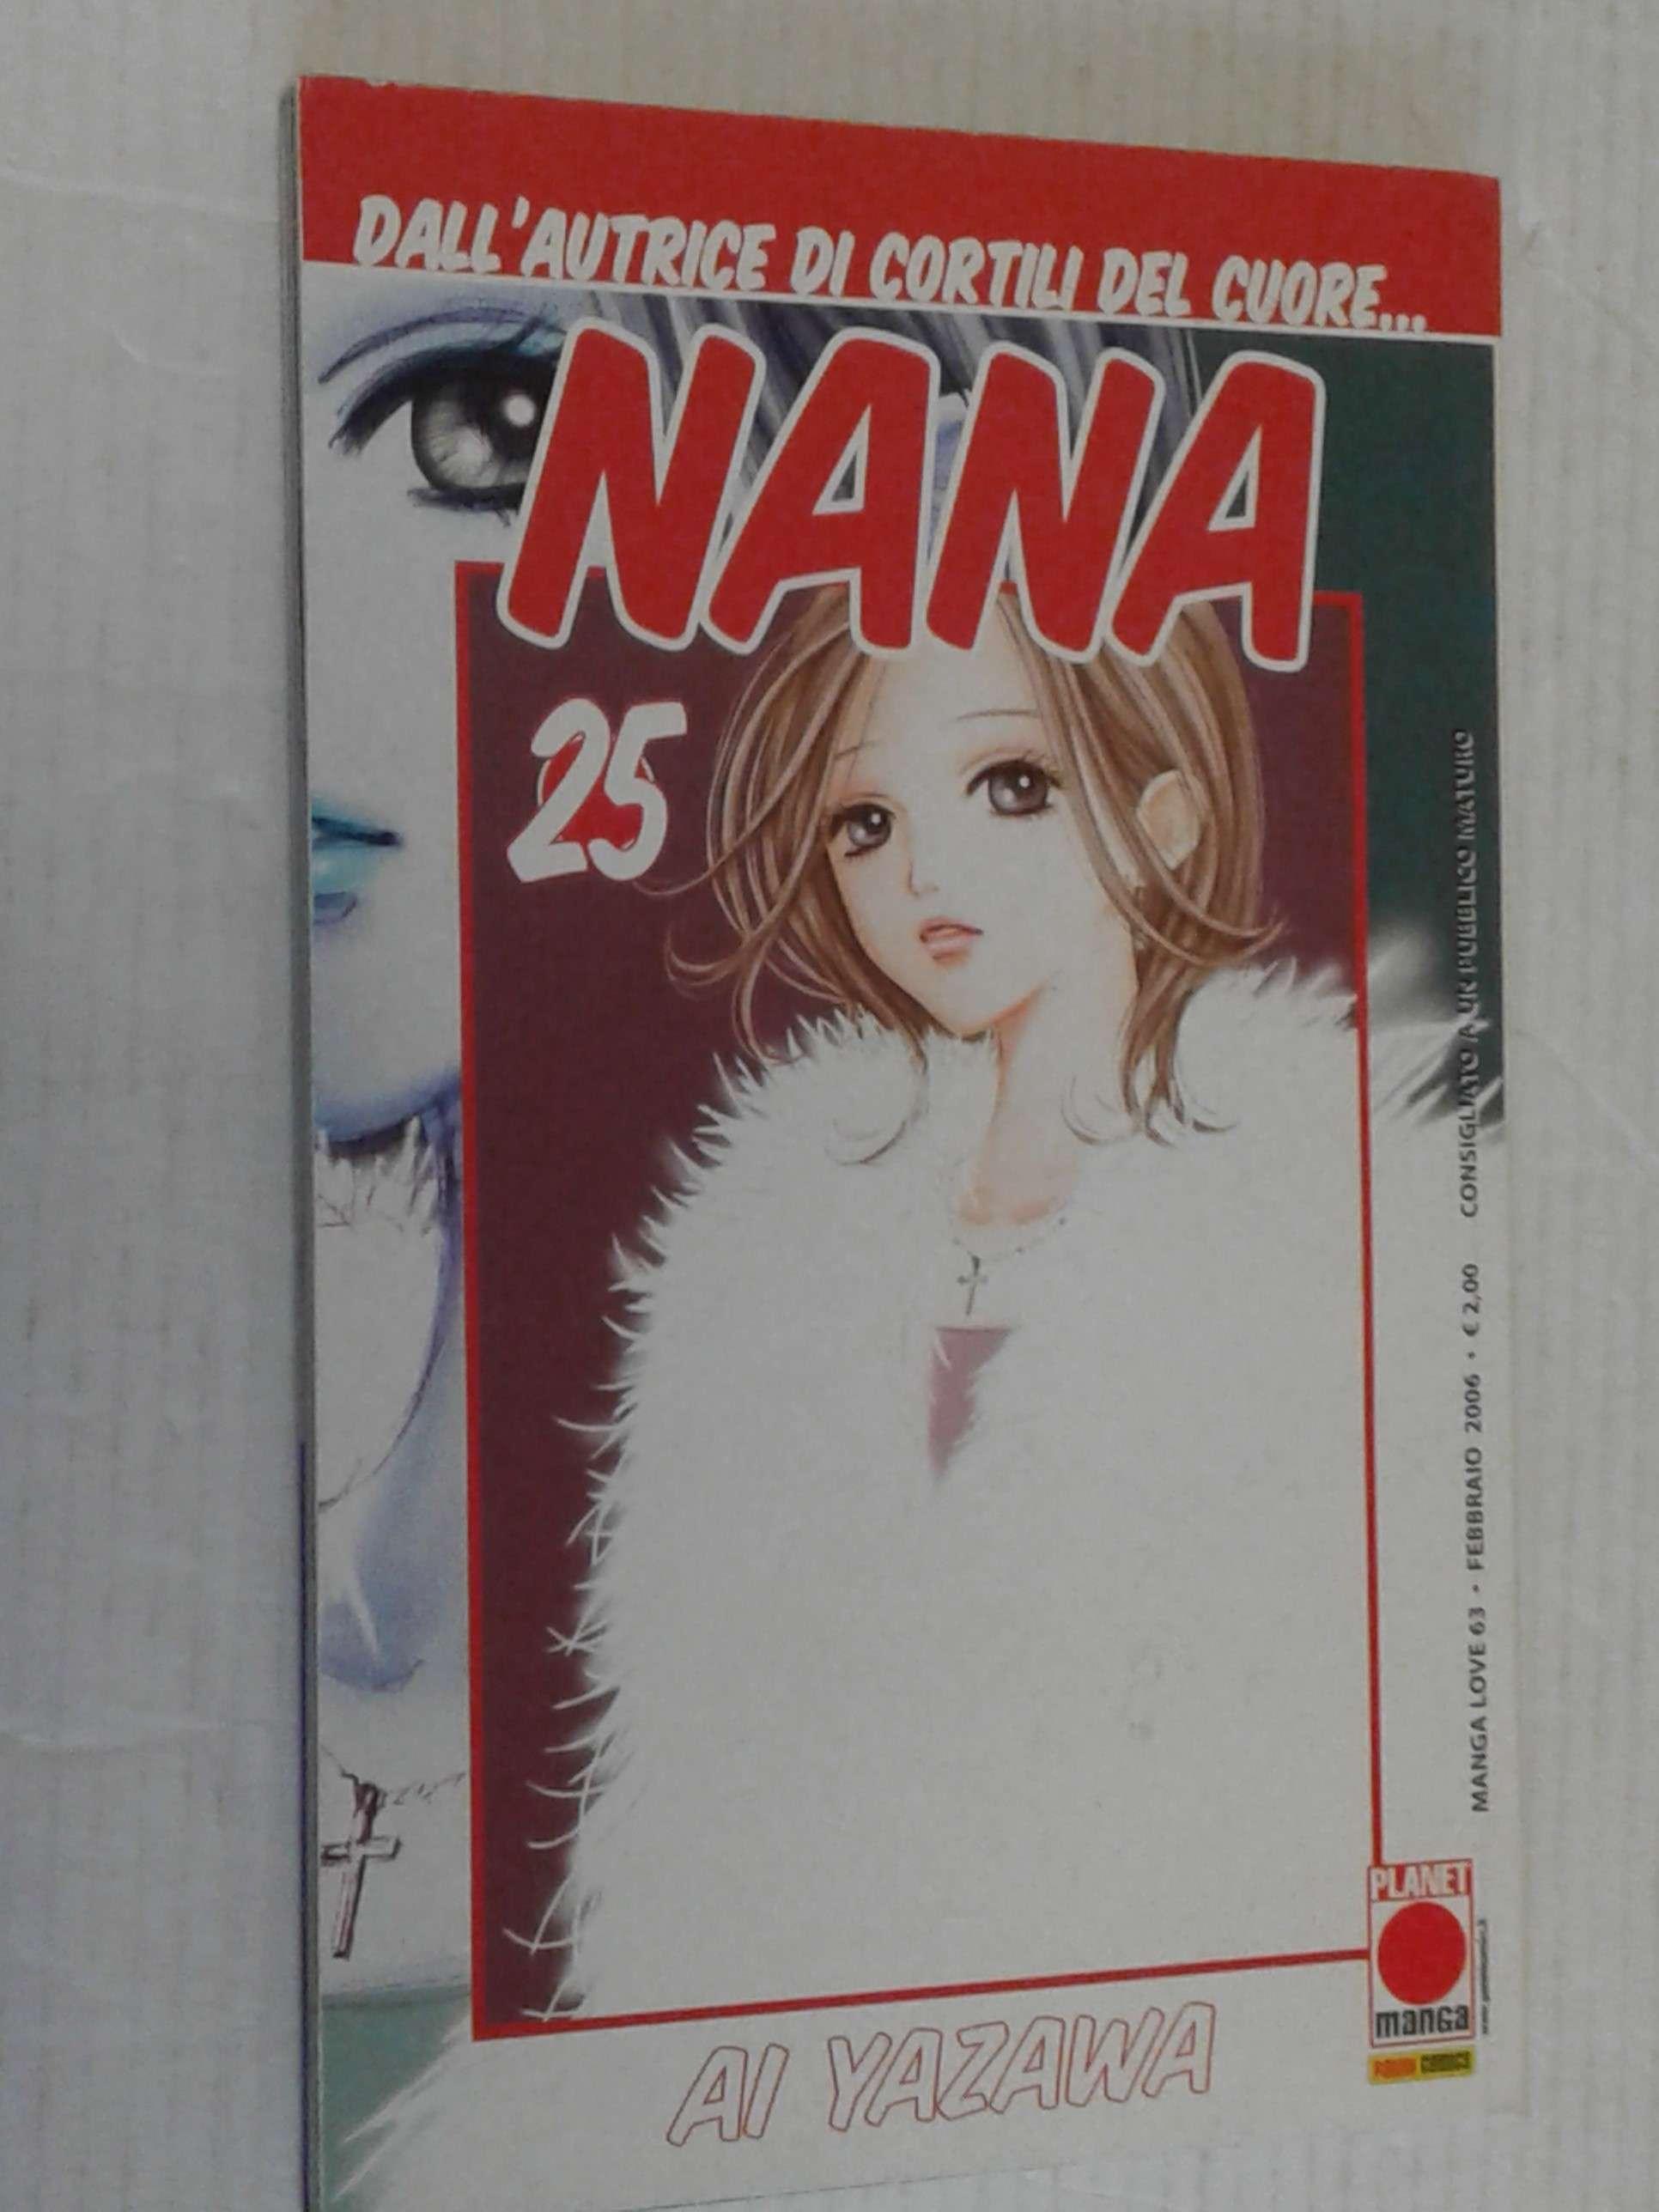 DALL'AUTRICE DI CORTILI DEL CUORE...
NANA
25
CONSIGLIATO A UN PUBBLICO MATURO
MANGA LOVE 63 • FEBBRAIO 2006 • € 2,00
PLANET
manga
PANINI COMICS
AI YAZAWA